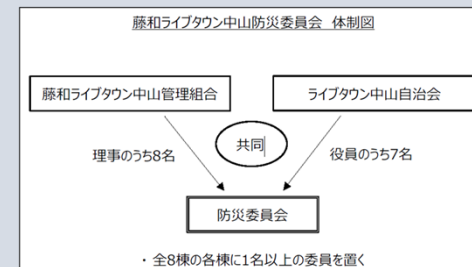 藤和ライブタウン中山防災委員会 体制図
藤和ライブタウン中山管理組合
ライブタウン中山自治会
共同
理事のうち8名
役員のうち7名
防災委員会
・全8棟の各棟に1名以上の委員を置く